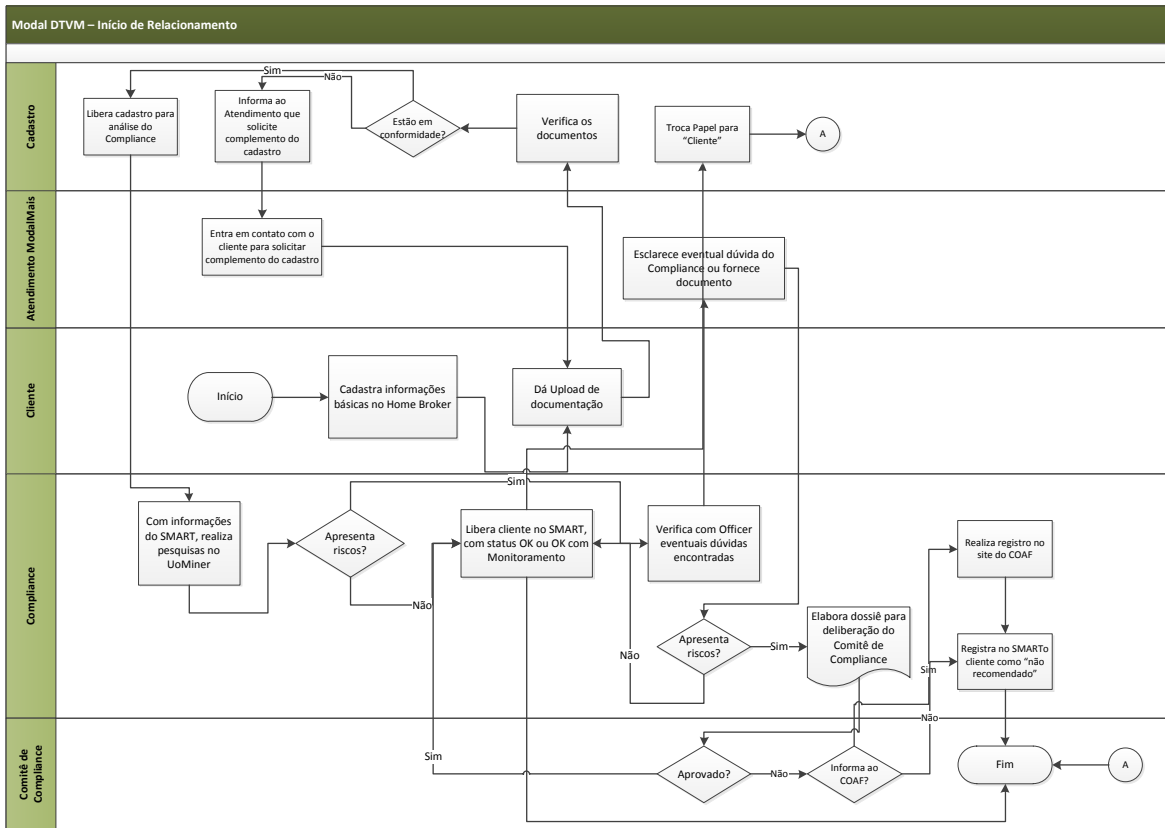 Modal DTVM – Início de Relacionamento
Cadastro
Sim
Não
Libera cadastro para
análise do
Compliance
Informa ao
Atendimento que
solicite
complemento do
cadastro
Estão em
conformidade?
Verifica os
documentos
Troca Papel para
“Cliente”
A
Atendimento ModalMais
Entra em contato com o
cliente para solicitar
complemento do cadastro
Esclarece eventual dúvida do
Compliance ou fornece
documento
Cliente
Início
Cadastra informações
básicas no Home Broker
Dá Upload de
documentação
Compliance
Sim
Com informações
do SMART, realiza
pesquisas no
UoMiner
Apresenta
riscos?
Não
Libera cliente no SMART,
com status OK ou OK com
Monitoramento
Verifica com Officer
eventuais dúvidas
encontradas
Realiza registro no
site do COAF
Não
Apresenta
riscos?
Sim
Elabora dossiê para
deliberação do
Comitê de
Compliance
Sim
Registra no SMARTo
cliente como “não
recomendado”
Não
Comitê de
Compliance
Sim
Aprovado?
Não
Informa ao
COAF?
Fim
A